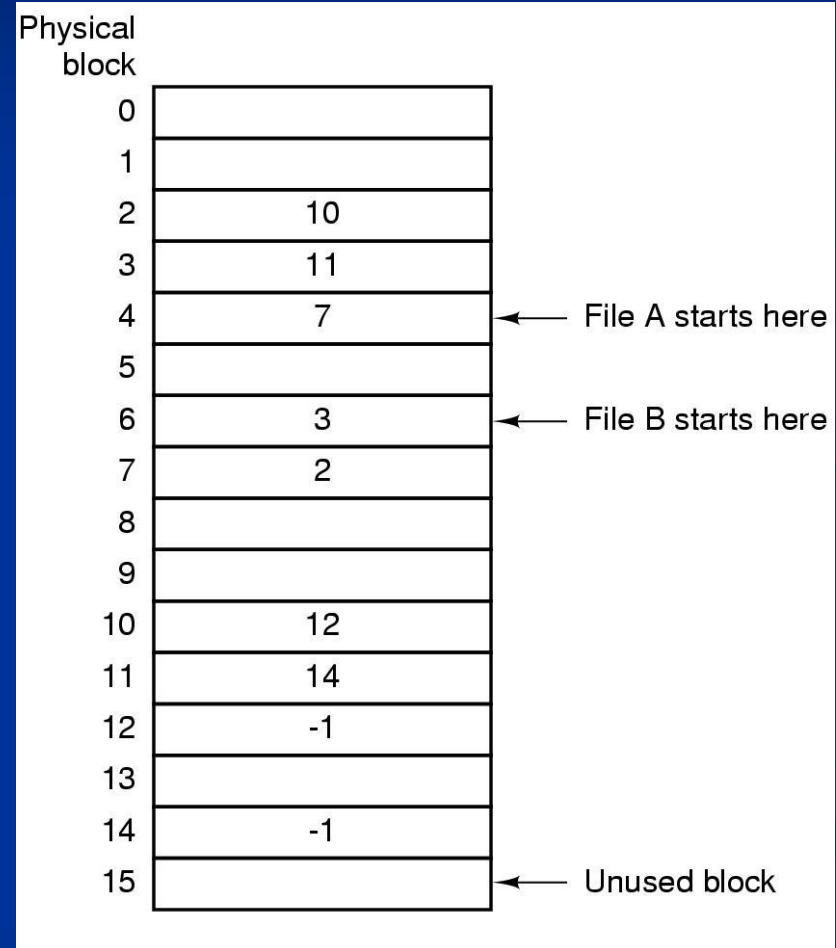 Physical
block
0
1
2 10
3 11
4 7 File A starts here
5
6 3 File B starts here
7 2
8
9
10 12
11 14
12 -1
13
14 -1
15 Unused block